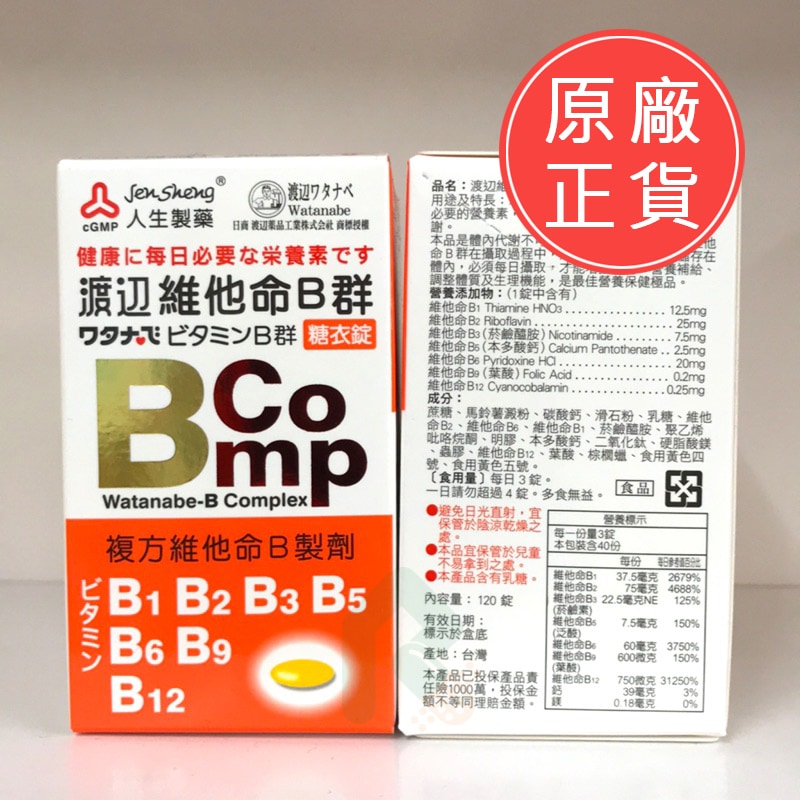 原廠
正貨
Jen Sheng®
cGMP
人生製藥
渡辺ワタナベ
Watanabe
日商 渡辺薬品工業株式会社 商標授權
健康に毎日必要な栄養素です
渡辺 維他命B群
ワタナベ ビタミンB群 糖衣錠
B Comp
Watanabe-B Complex
複方維他命B製劑
ビタミン
B1 B2 B3 B5
B6 B9
B12
品名：渡辺維
用途及特長：
必要的營養素，
謝。
本品是體內代謝不可
他命B群在攝取過程中，
體內，必須每日攝取，才能
調整體質及生理機能，是最佳營養保健極品。
營養添加物：(1錠中含有)
維他命B1 Thiamine HNO3 12.5mg
維他命B2 Riboflavin 25mg
維他命B3 (菸鹼醯胺) Nicotinamide 7.5mg
維他命B5 (本多酸鈣) Calcium Pantothenate 2.5mg
維他命B6 Pyridoxine HCl 20mg
維他命B9 (葉酸) Folic Acid 0.2mg
維他命B12 Cyanocobalamin 0.25mg
成分：
蔗糖、馬鈴薯澱粉、碳酸鈣、滑石粉、乳糖、維他
命B2、維他命B6、維他命B1、菸鹼醯胺、聚乙烯
吡咯烷酮、明膠、本多酸鈣、二氧化鈦、硬脂酸鎂
、蟲膠、維他命B12、葉酸、棕櫚蠟、食用黃色四
號、食用黃色五號。
〔食用量〕每日3錠。
一日請勿超過4錠。多食無益。
食品
●避免日光直射，宜
保管於陰涼乾燥之
處。
●本品宜保管於兒童
不易拿到之處。
●本產品含有乳糖。
內容量：120 錠
有效日期：
標示於盒底
產地：台灣
本產品已投保產品責
任險1000萬，投保金
額不等同理賠金額。
營養標示
每一份量3錠
本包裝含40份
每份 每日參考值百分比
維他命B1 37.5毫克 2679%
維他命B2 75毫克 4688%
維他命B3 22.5毫克NE 125%
(菸鹼素)
維他命B5 7.5毫克 150%
(泛酸)
維他命B6 60毫克 3750%
維他命B9 600微克 150%
(葉酸)
維他命B12 750微克 31250%
鈣 39毫克 3%
鎂 0.18毫克 0%